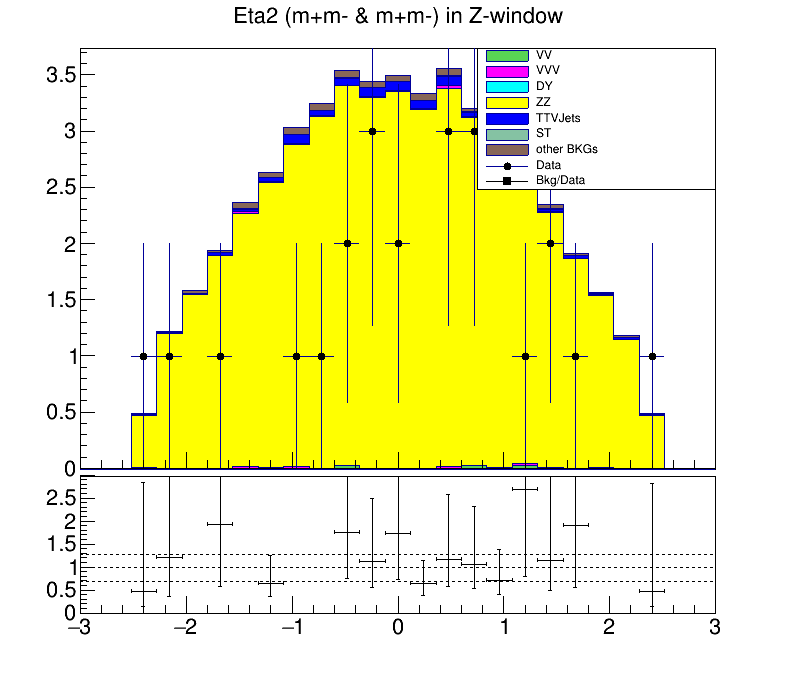 Eta2 (m+m- & m+m-) in Z-window
3.5
3
2.5
2
1.5
1
0.5
0
VV
VVV
DY
ZZ
TTVJets
ST
other BKGs
Data
Bkg/Data
2.5
2
1.5
1
0.5
0
−3 −2 −1 0 1 2 3